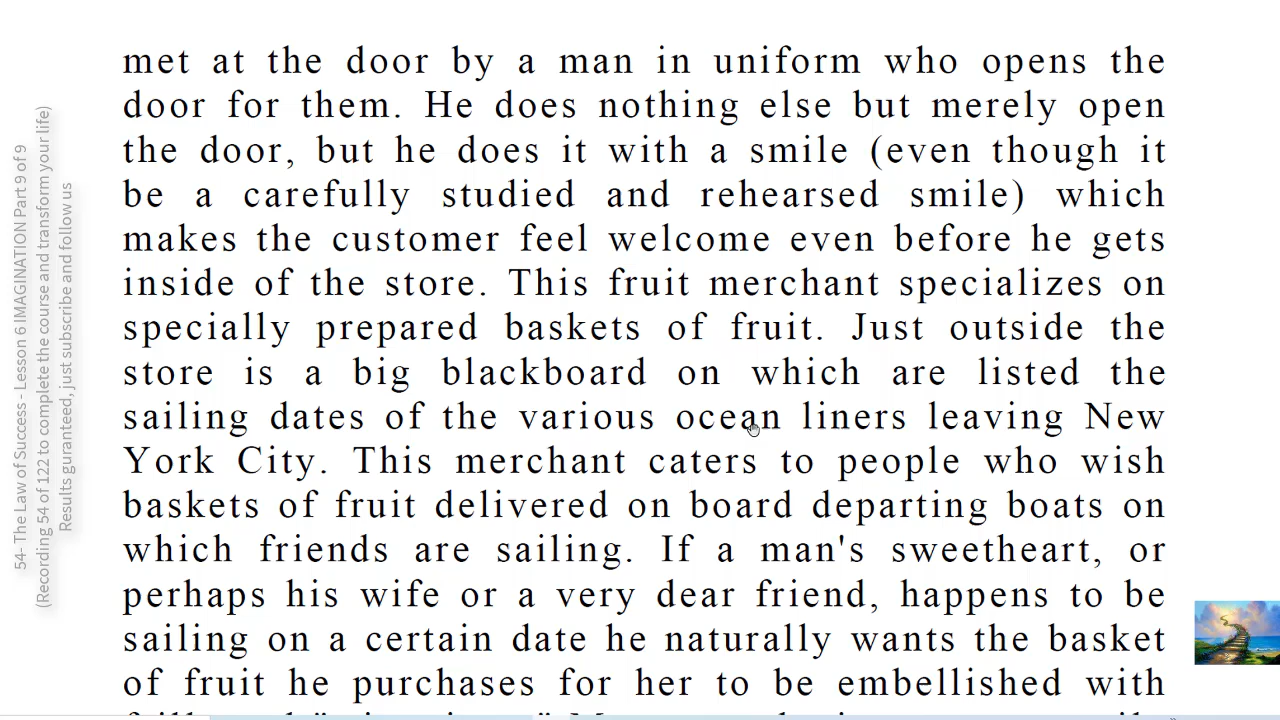 met at the door by a man in uniform who opens the
door for them. He does nothing else but merely open
the door, but he does it with a smile (even though it
be a carefully studied and rehearsed smile) which
makes the customer feel welcome even before he gets
inside of the store. This fruit merchant specializes on
specially prepared baskets of fruit. Just outside the
store is a big blackboard on which are listed the
sailing dates of the various ocean liners leaving New
York City. This merchant caters to people who wish
baskets of fruit delivered on board departing boats on
which friends are sailing. If a man's sweetheart, or
perhaps his wife or a very dear friend, happens to be
sailing on a certain date he naturally wants the basket
of fruit he purchases for her to be embellished with
54- The Law of Success - Lesson 6 IMAGINATION Part 9 of 9
(Recording 54 of 122 to complete the course and transform your life)
Results guranteed, just subscribe and follow us